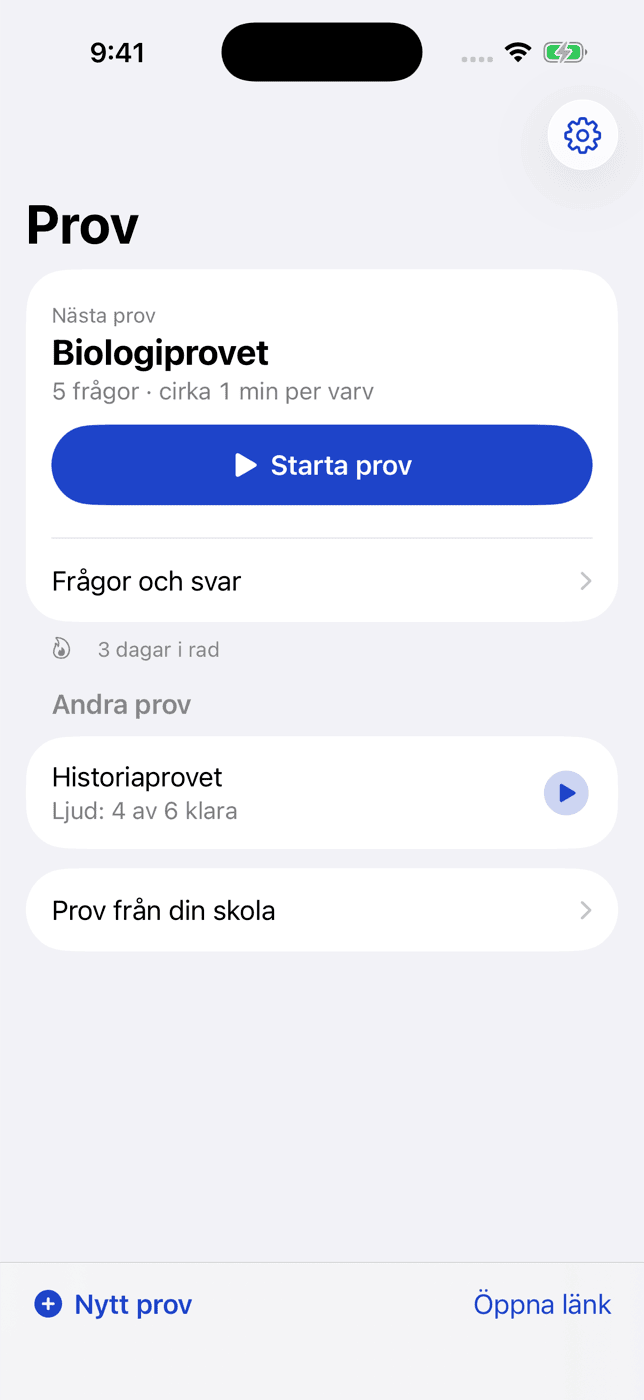 9:41
Prov
Nästa prov
Biologiprovet
5 frågor · cirka 1 min per varv
Starta prov
Frågor och svar
3 dagar i rad
Andra prov
Historiaprovet
Ljud: 4 av 6 klara
Prov från din skola
Nytt prov
Öppna länk